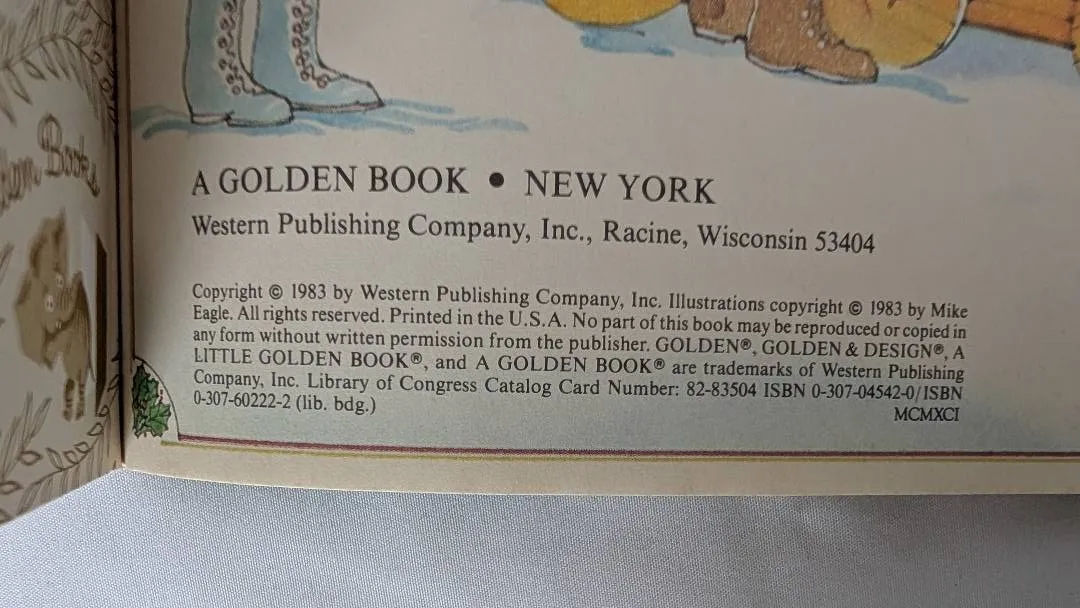 Books
A GOLDEN BOOK • NEW YORK
Western Publishing Company, Inc., Racine, Wisconsin 53404
Copyright © 1983 by Western Publishing Company, Inc. Illustrations copyright © 1983 by Mike
Eagle. All rights reserved. Printed in the U.S.A. No part of this book may be reproduced or copied in
any form without written permission from the publisher. GOLDEN®, GOLDEN & DESIGN®, A
LITTLE GOLDEN BOOK®, and A GOLDEN BOOK® are trademarks of Western Publishing
Company, Inc. Library of Congress Catalog Card Number: 82-83504 ISBN 0-307-04542-0/ISBN
0-307-60222-2 (lib. bdg.)
MCMXCI